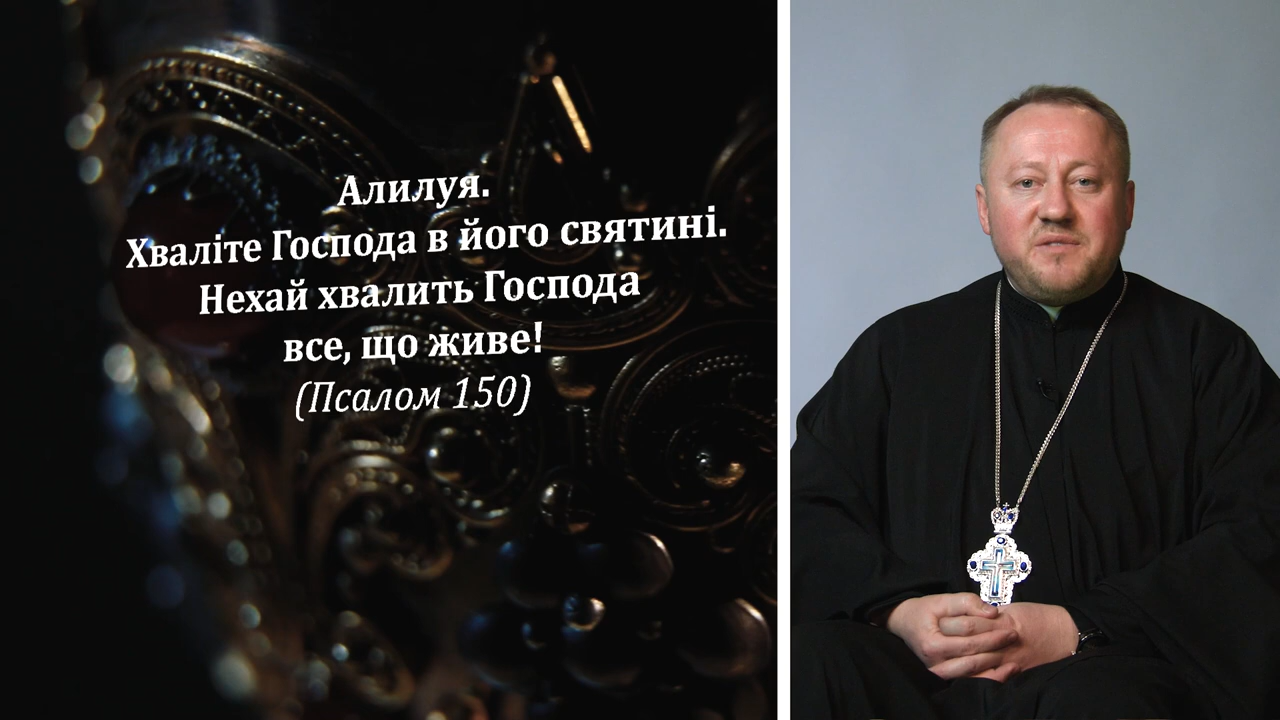 Алилуя.
Хваліте Господа в його святині.
Нехай хвалить Господа
все, що живе!
(Псалом 150)